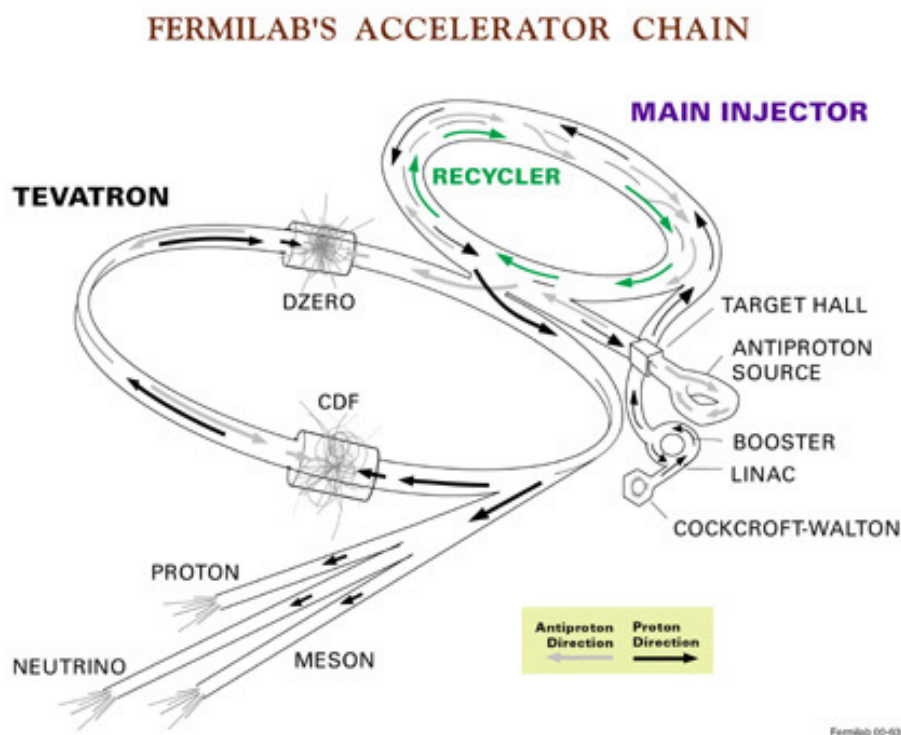 FERMILAB'S ACCELERATOR CHAIN
MAIN INJECTOR
RECYCLER
TEVATRON
DZERO
TARGET HALL
ANTIPROTON
SOURCE
CDF
BOOSTER
LINAC
COCKCROFT-WALTON
PROTON
NEUTRINO
MESON
Antiproton
Direction
Proton
Direction